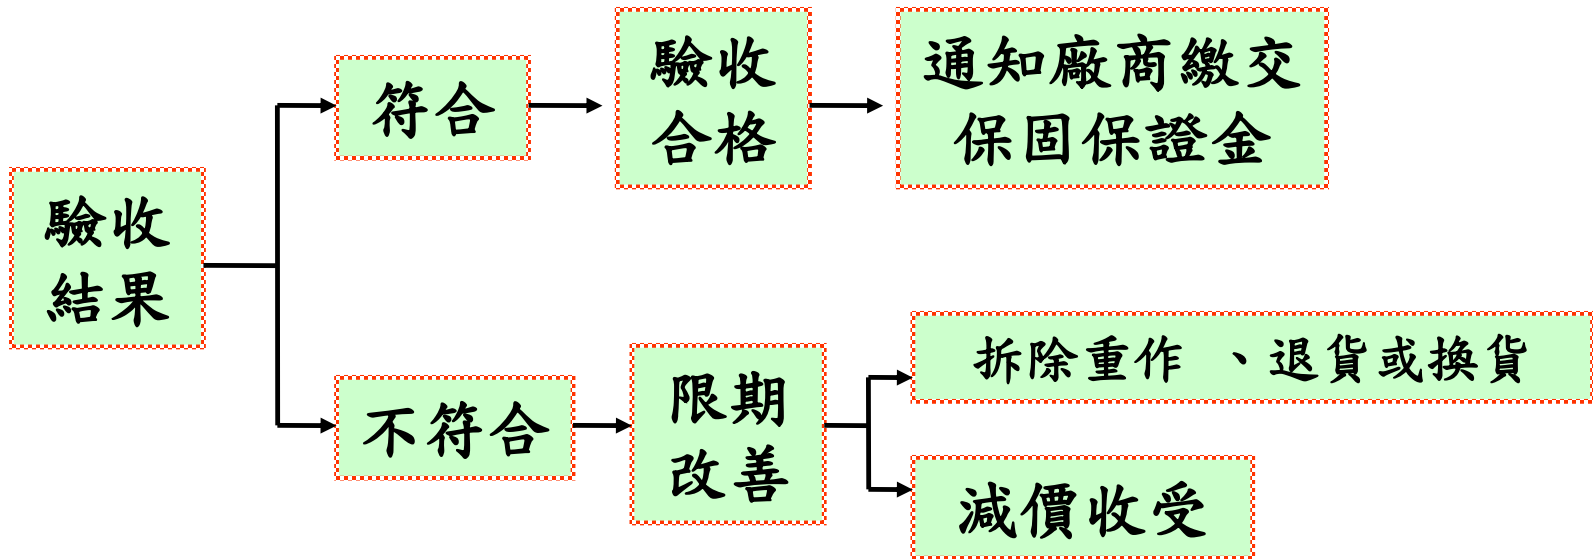 驗收
結果
符合
驗收
合格
通知廠商繳交
保固保證金
不符合
限期
改善
拆除重作 、退貨或換貨
減價收受